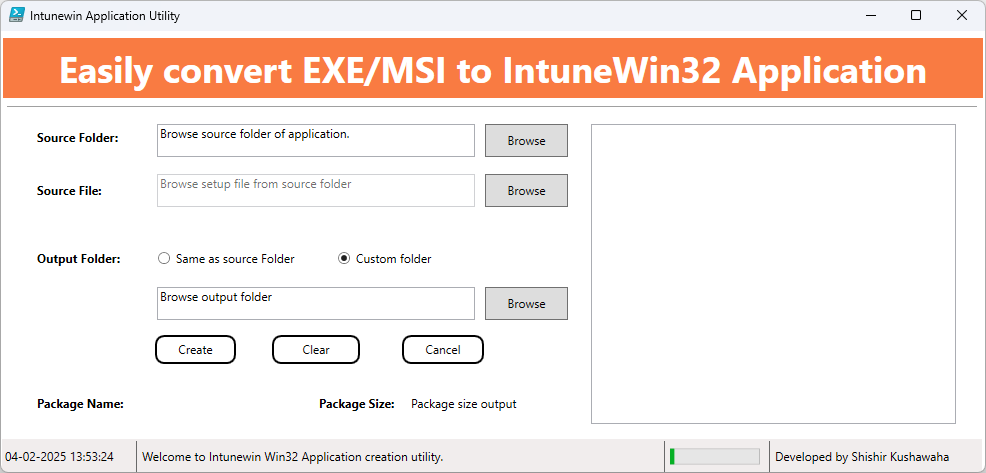 Intunewin Application Utility
Easily convert EXE/MSI to IntuneWin32 Application
Source Folder: Browse source folder of application. Browse
Source File: Browse setup file from source folder Browse
Output Folder: Same as source Folder Custom folder
Browse output folder Browse
Create Clear Cancel
Package Name: Package Size: Package size output
04-02-2025 13:53:24 Welcome to Intunewin Win32 Application creation utility. Developed by Shishir Kushawaha